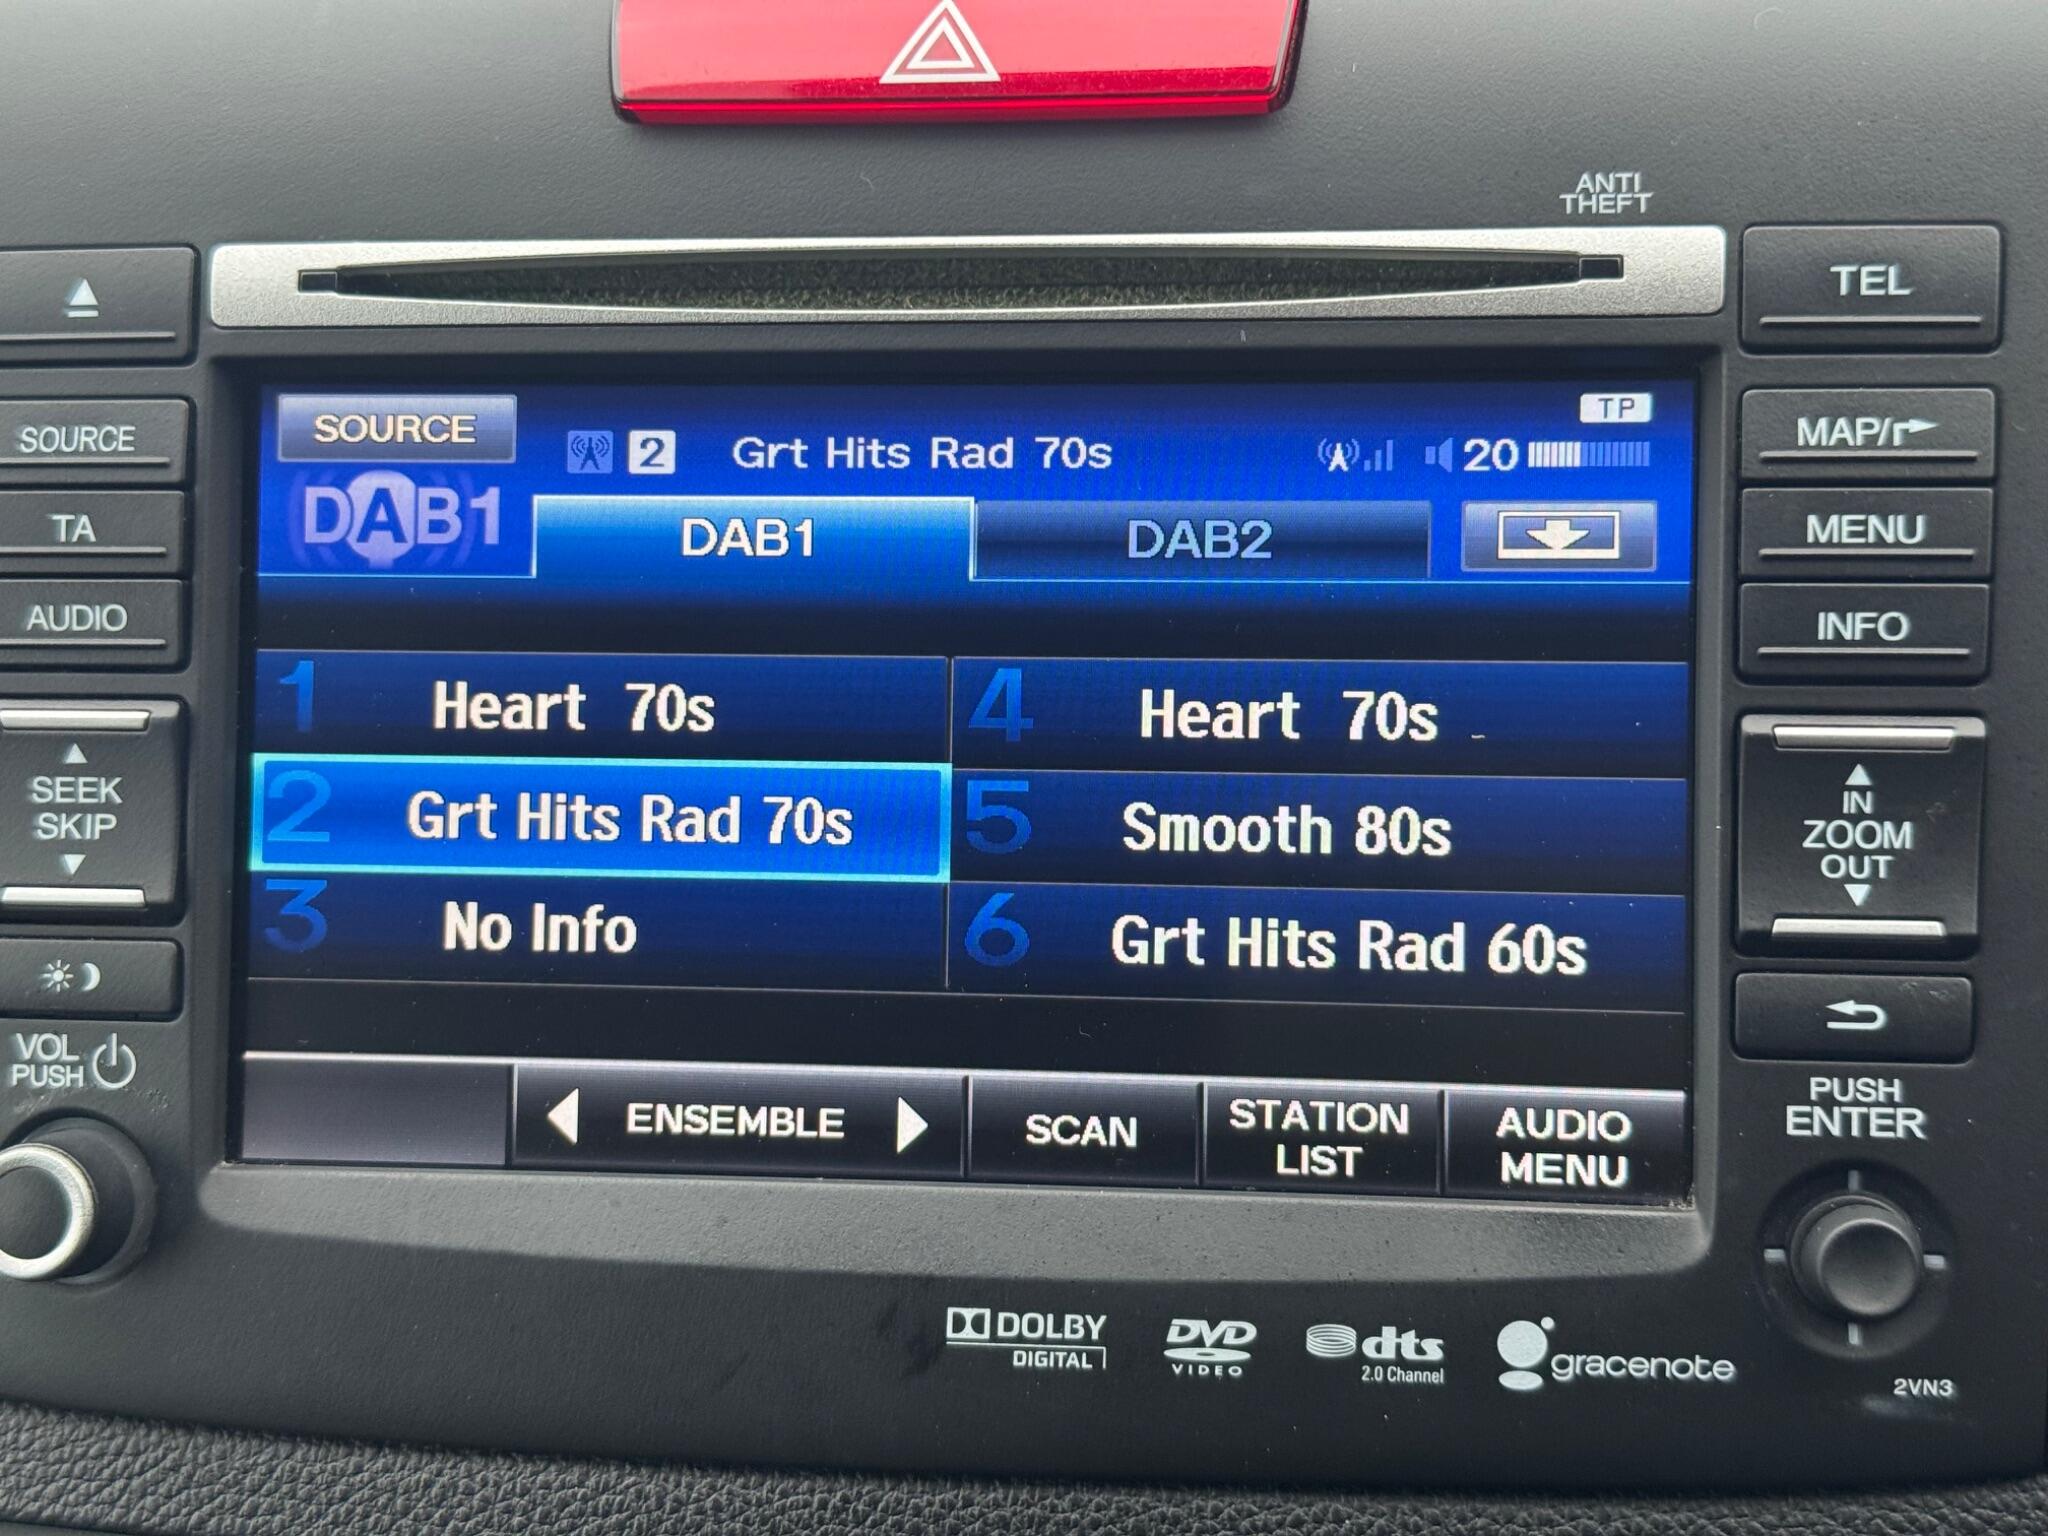 ANTI
THEFT
TEL
SOURCE
TP
2 Grt Hits Rad 70s 20
SOURCE
MAP/
DAB1
DAB1
DAB2
TA
MENU
AUDIO
INFO
1 Heart 70s
4 Heart 70s
SEEK
SKIP
2 Grt Hits Rad 70s
5 Smooth 80s
IN
ZOOM
OUT
3 No Info
6 Grt Hits Rad 60s
VOL
PUSH
ENSEMBLE
SCAN
STATION
LIST
AUDIO
MENU
PUSH
ENTER
DOLBY
DIGITAL
DVD
VIDEO
dts
2.0 Channel
gracenote
2VN3